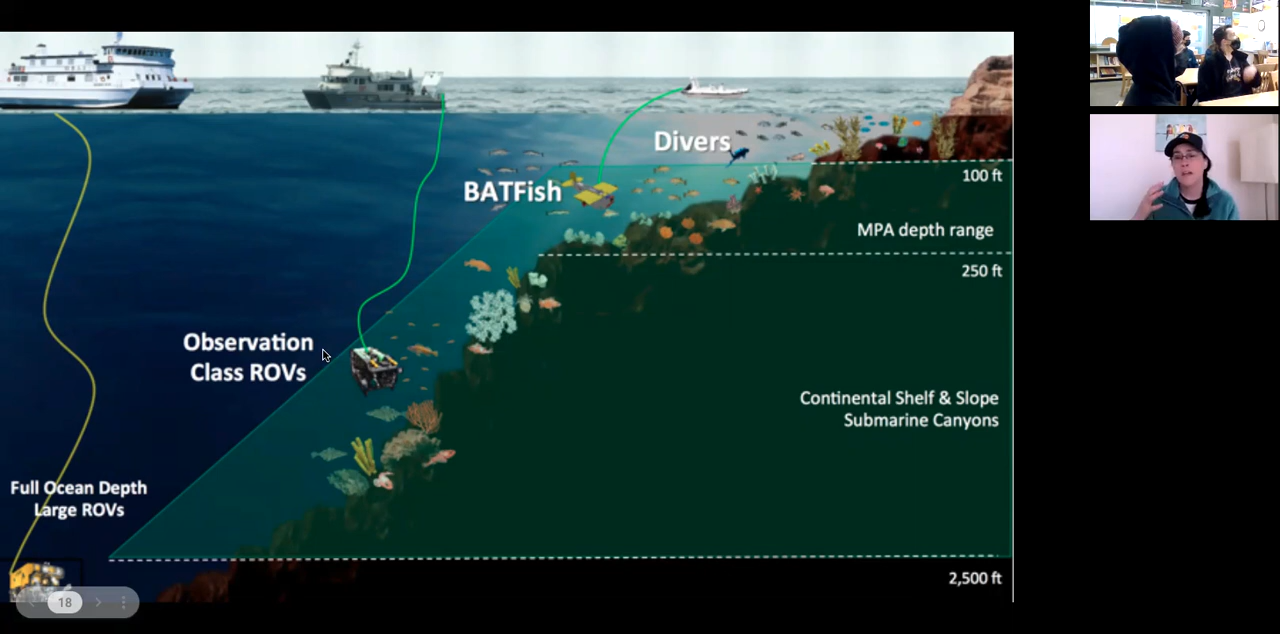 Divers
100 ft
BATFish
MPA depth range
250 ft
Observation
Class ROVs
Continental Shelf & Slope
Submarine Canyons
Full Ocean Depth
Large ROVs
2,500 ft
18